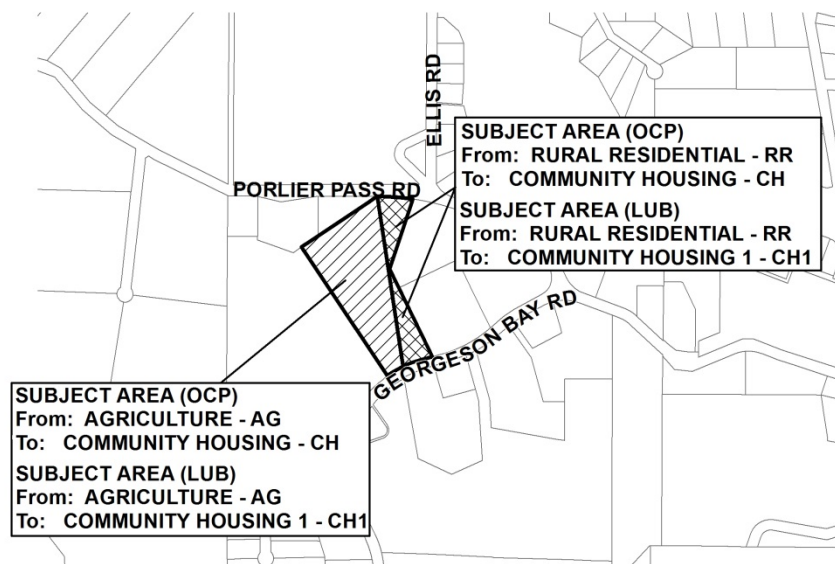 ELLIS RD
SUBJECT AREA (OCP)
From: RURAL RESIDENTIAL - RR
To: COMMUNITY HOUSING - CH
SUBJECT AREA (LUB)
From: RURAL RESIDENTIAL - RR
To: COMMUNITY HOUSING 1 - CH1
PORLIER PASS RD
GEORGESON BAY RD
SUBJECT AREA (OCP)
From: AGRICULTURE - AG
To: COMMUNITY HOUSING - CH
SUBJECT AREA (LUB)
From: AGRICULTURE - AG
To: COMMUNITY HOUSING 1 - CH1